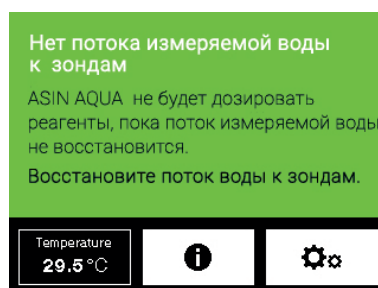 Нет потока измеряемой воды
к зондам
ASIN AQUA не будет дозировать
реагенты, пока поток измеряемой воды
не восстановится.
Восстановите поток воды к зондам.
Temperature
29.5°C